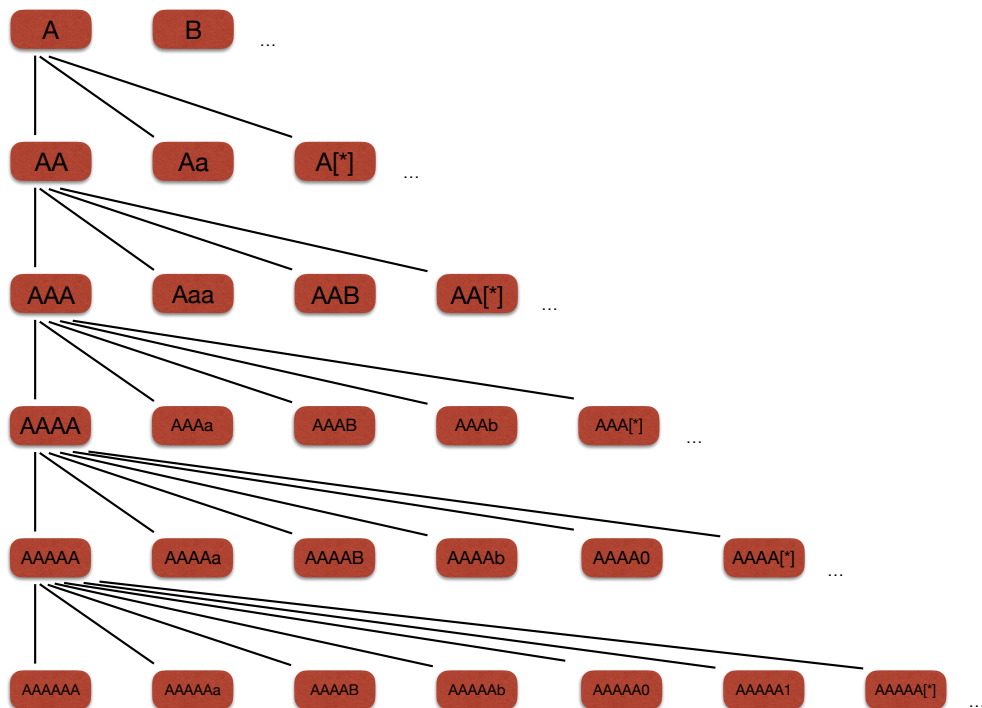 A B ...
AA Aa A[*] ...
AAA Aaa AAB AA[*] ...
AAAA AAAa AAAB AAAb AAA[*] ...
AAAAA AAAAa AAAAB AAAAb AAAA0 AAAA[*] ...
AAAAAA AAAAAa AAAAB AAAAAb AAAAA0 AAAAA1 AAAAA[*] ...